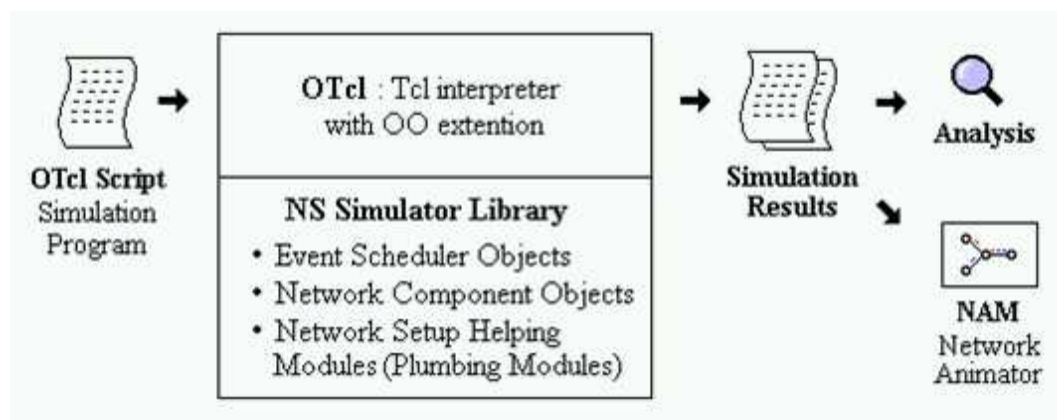 OTcl Script
Simulation
Program
OTcl : Tcl interpreter
with OO extention
NS Simulator Library
• Event Scheduler Objects
• Network Component Objects
• Network Setup Helping
Modules (Plumbing Modules)
Simulation
Results
Analysis
NAM
Network
Animator